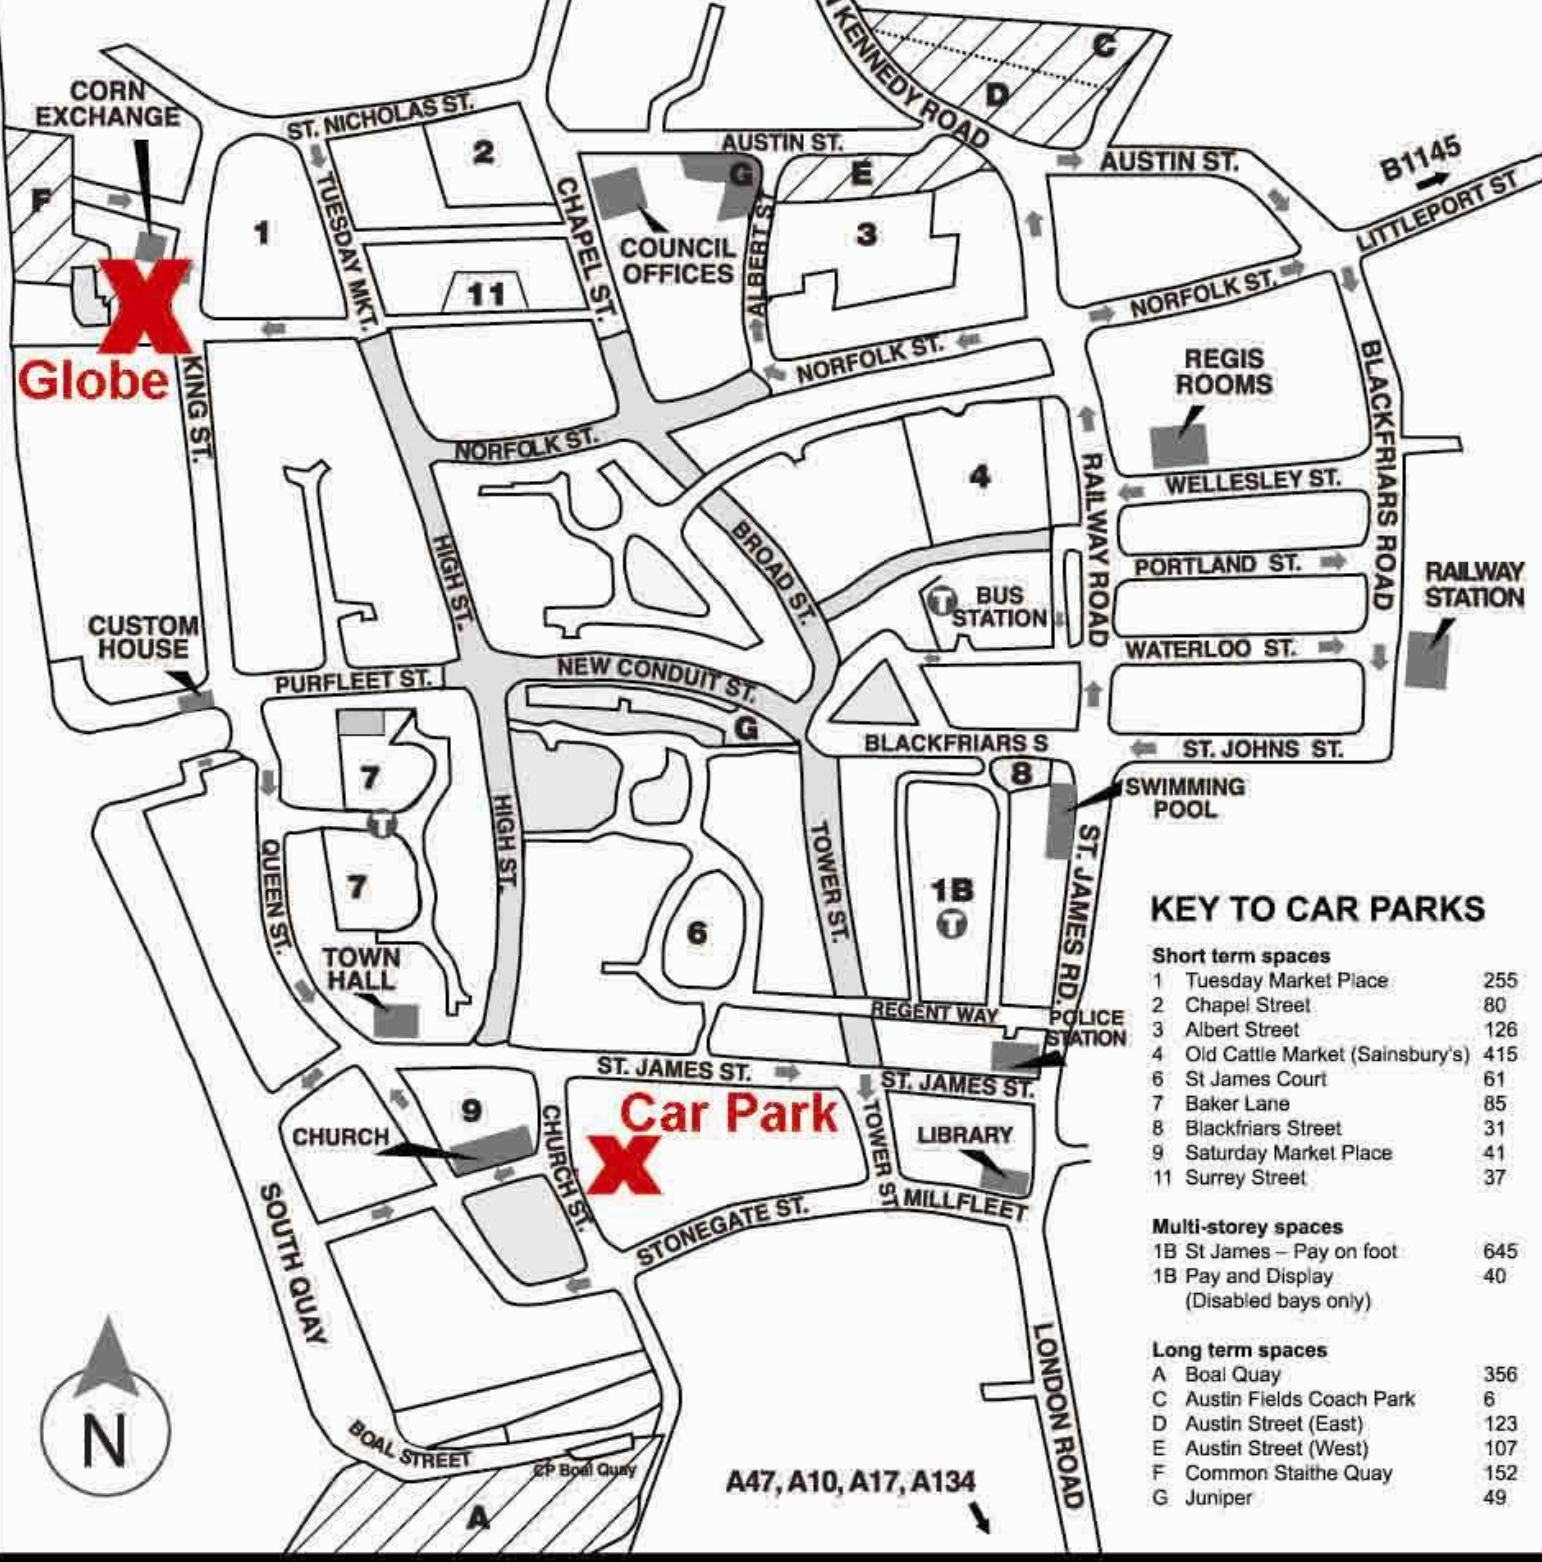 KENNEDY ROAD
C
D
CORN
EXCHANGE
ST. NICHOLAS ST.
2
AUSTIN ST.
G
E
AUSTIN ST.
B1145
LITTLEPORT ST
F
1
TUESDAY MKT.
CHAPEL ST.
COUNCIL
OFFICES
ALBERT ST
3
11
NORFOLK ST.
NORFOLK ST.
X
Globe
KING ST.
REGIS
ROOMS
BLACKFRIARS ROAD
NORFOLK ST.
4
RAILWAY ROAD
WELLESLEY ST.
HIGH ST.
BROAD ST.
PORTLAND ST.
RAILWAY
STATION
T
BUS
STATION
CUSTOM
HOUSE
WATERLOO ST.
PURFLEET ST.
NEW CONDUIT ST.
G
BLACKFRIARS S
ST. JOHNS ST.
7
8
SWIMMING
POOL
T
HIGH ST.
TOWER ST.
ST. JAMES RD.
QUEEN ST.
7
1B
T
6
TOWN
HALL
REGENT WAY
POLICE
STATION
ST. JAMES ST.
ST. JAMES ST.
9
CHURCH
CHURCH ST.
Car Park
X
TOWER ST
LIBRARY
SOUTH QUAY
STONEGATE ST.
MILLFLEET
LONDON ROAD
N
BOAL STREET
CP Boal Quay
A
A47, A10, A17, A134
KEY TO CAR PARKS
Short term spaces
1 Tuesday Market Place 255
2 Chapel Street 80
3 Albert Street 126
4 Old Cattle Market (Sainsbury's) 415
6 St James Court 61
7 Baker Lane 85
8 Blackfriars Street 31
9 Saturday Market Place 41
11 Surrey Street 37
Multi-storey spaces
1B St James – Pay on foot 645
1B Pay and Display 40
(Disabled bays only)
Long term spaces
A Boal Quay 356
C Austin Fields Coach Park 6
D Austin Street (East) 123
E Austin Street (West) 107
F Common Staithe Quay 152
G Juniper 49